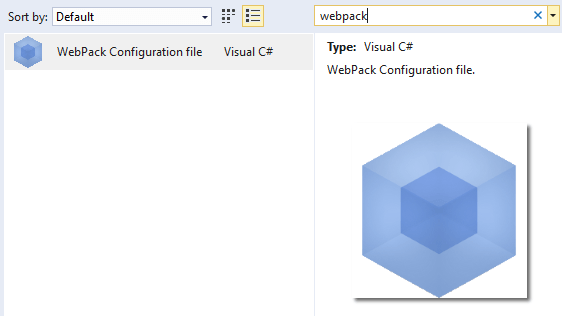 Sort by: Default
webpack
WebPack Configuration file Visual C#
Type: Visual C#
WebPack Configuration file.